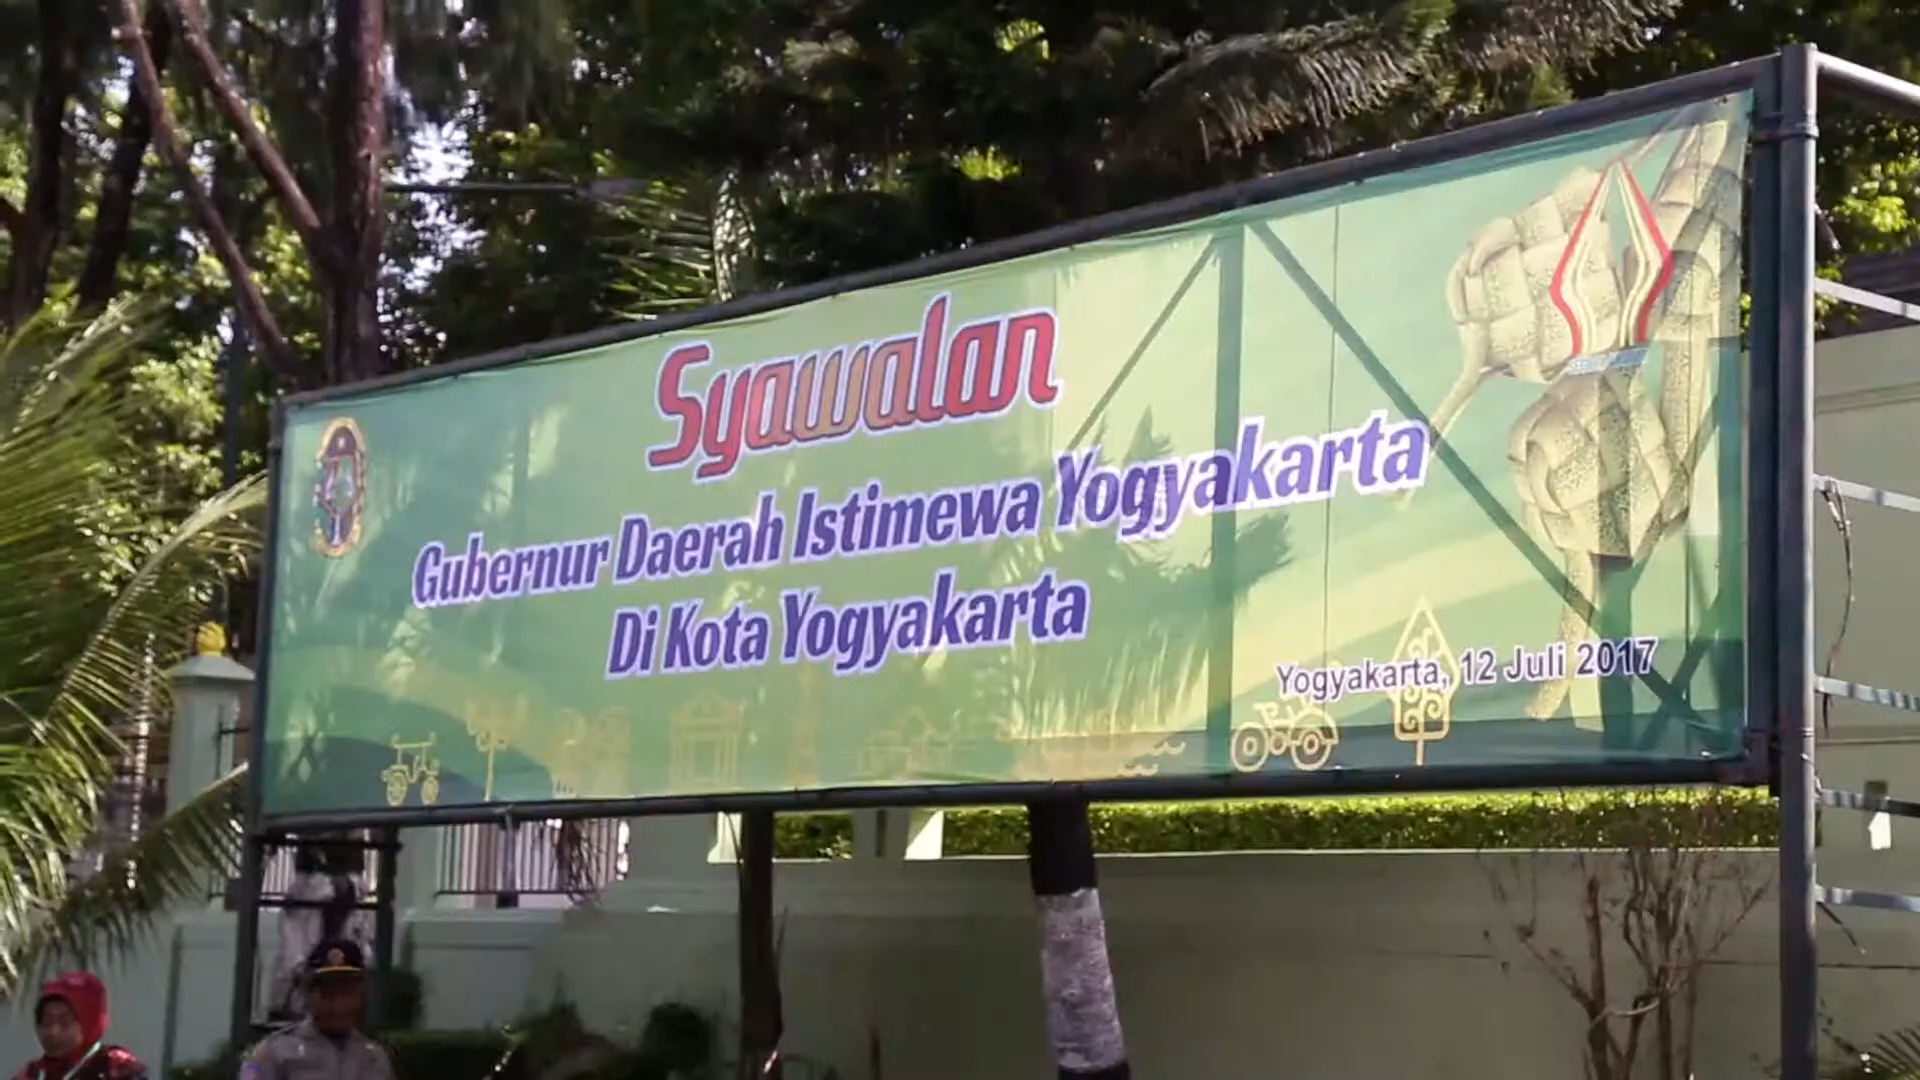 Syawalan
Gubernur Daerah Istimewa Yogyakarta
Di Kota Yogyakarta
Yogyakarta, 12 Juli 2017